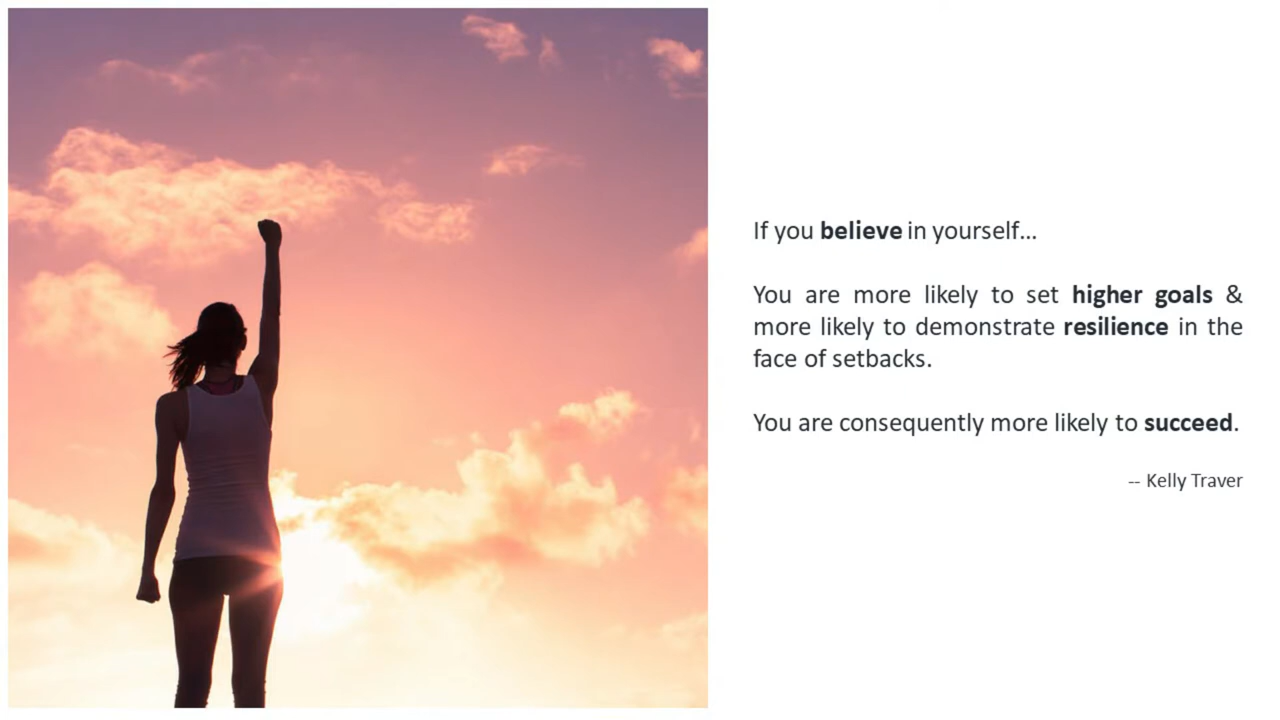 If you believe in yourself...
You are more likely to set higher goals &
more likely to demonstrate resilience in the
face of setbacks.
You are consequently more likely to succeed.
-- Kelly Traver